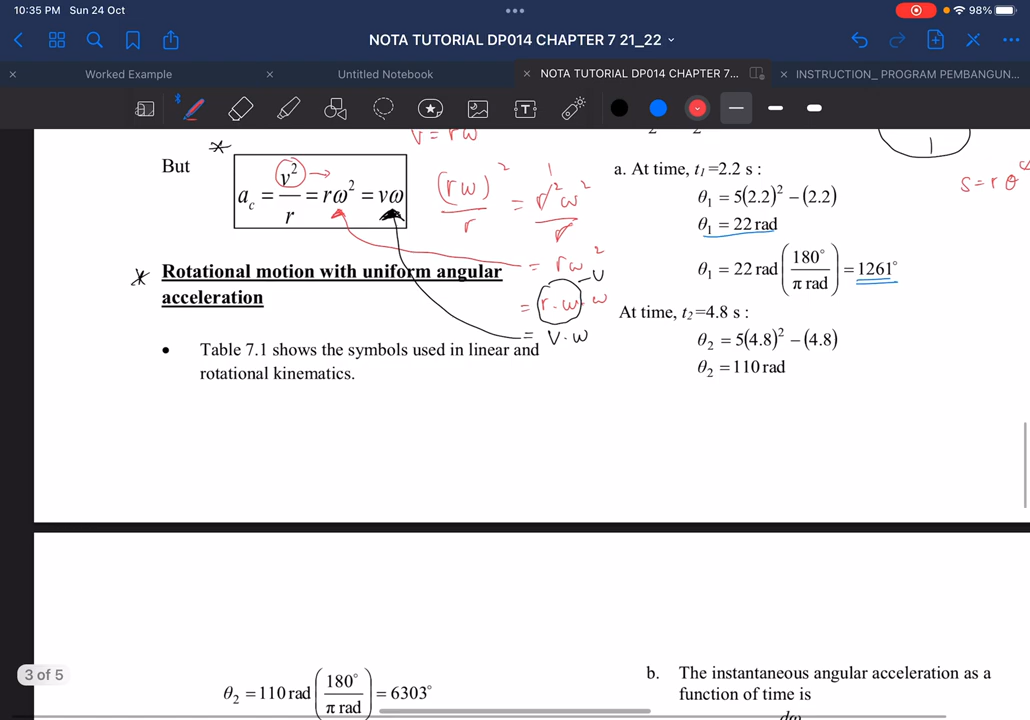 10:35 PM Sun 24 Oct
98%
NOTA TUTORIAL DP014 CHAPTER 7 21_22
Worked Example
Untitled Notebook
NOTA TUTORIAL DP014 CHAPTER 7...
INSTRUCTION_ PROGRAM PEMBANGUN...
v = rω
But
a_c = v²/r = rω² = vω
(rω)²/r = r²ω²/r
1
= rω²
= r·ω·ω
v
= v·ω
Rotational motion with uniform angular
acceleration
• Table 7.1 shows the symbols used in linear and
rotational kinematics.
2
2
1
s = rθ
a. At time, t₁=2.2 s :
θ₁ = 5(2.2)² − (2.2)
θ₁ = 22 rad
θ₁ = 22 rad (180°/π rad) = 1261°
At time, t₂=4.8 s :
θ₂ = 5(4.8)² − (4.8)
θ₂ = 110 rad
3 of 5
θ₂ = 110 rad (180°/π rad) = 6303°
b. The instantaneous angular acceleration as a
function of time is
dω